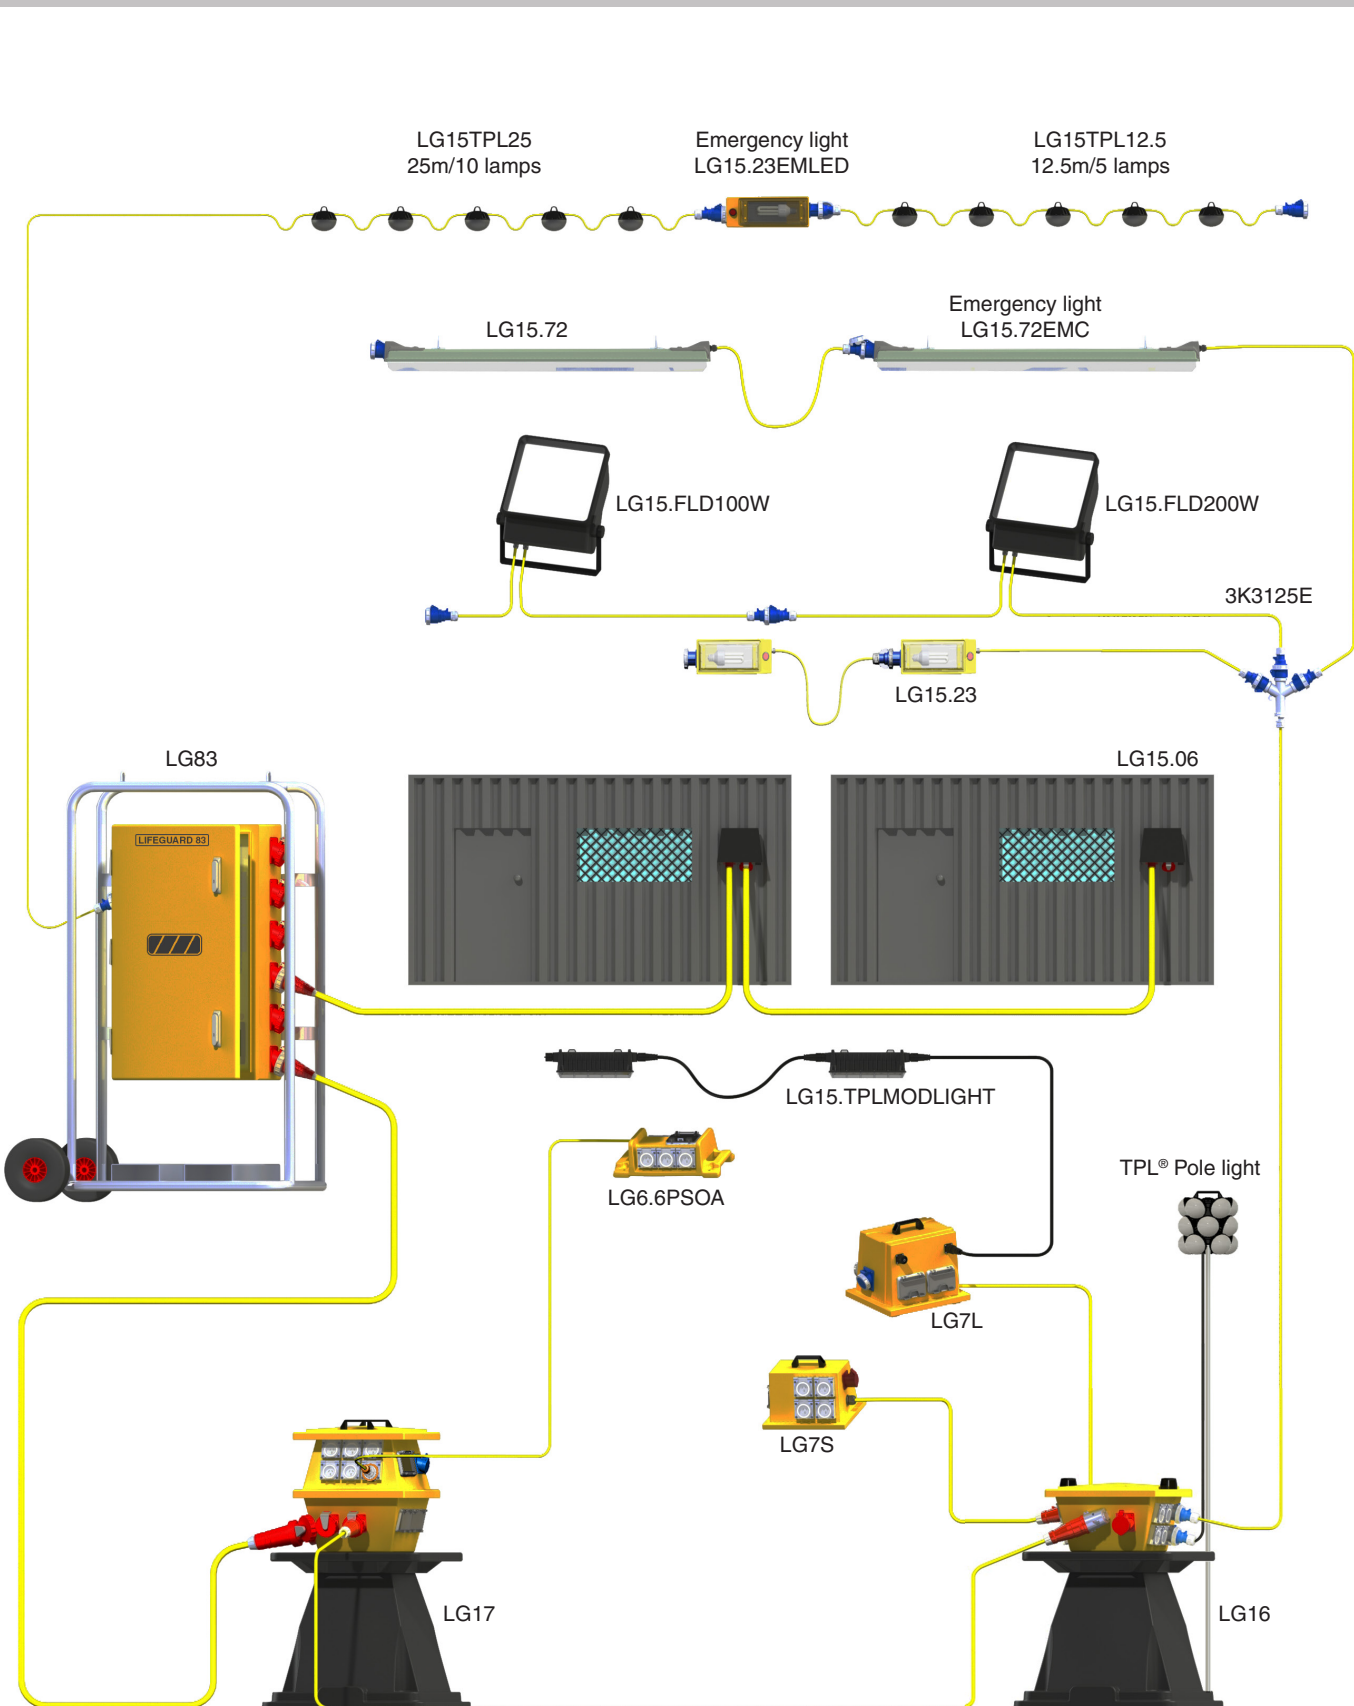 LG15TPL25
25m/10 lamps
Emergency light
LG15.23EMLED
LG15TPL12.5
12.5m/5 lamps
LG15.72
Emergency light
LG15.72EMC
LG15.FLD100W
LG15.FLD200W
3K3125E
LG15.23
LG83
LG15.06
LIFEGUARD 83
LG15.TPLMODLIGHT
LG6.6PSOA
TPL® Pole light
LG7L
LG7S
LG17
LG16